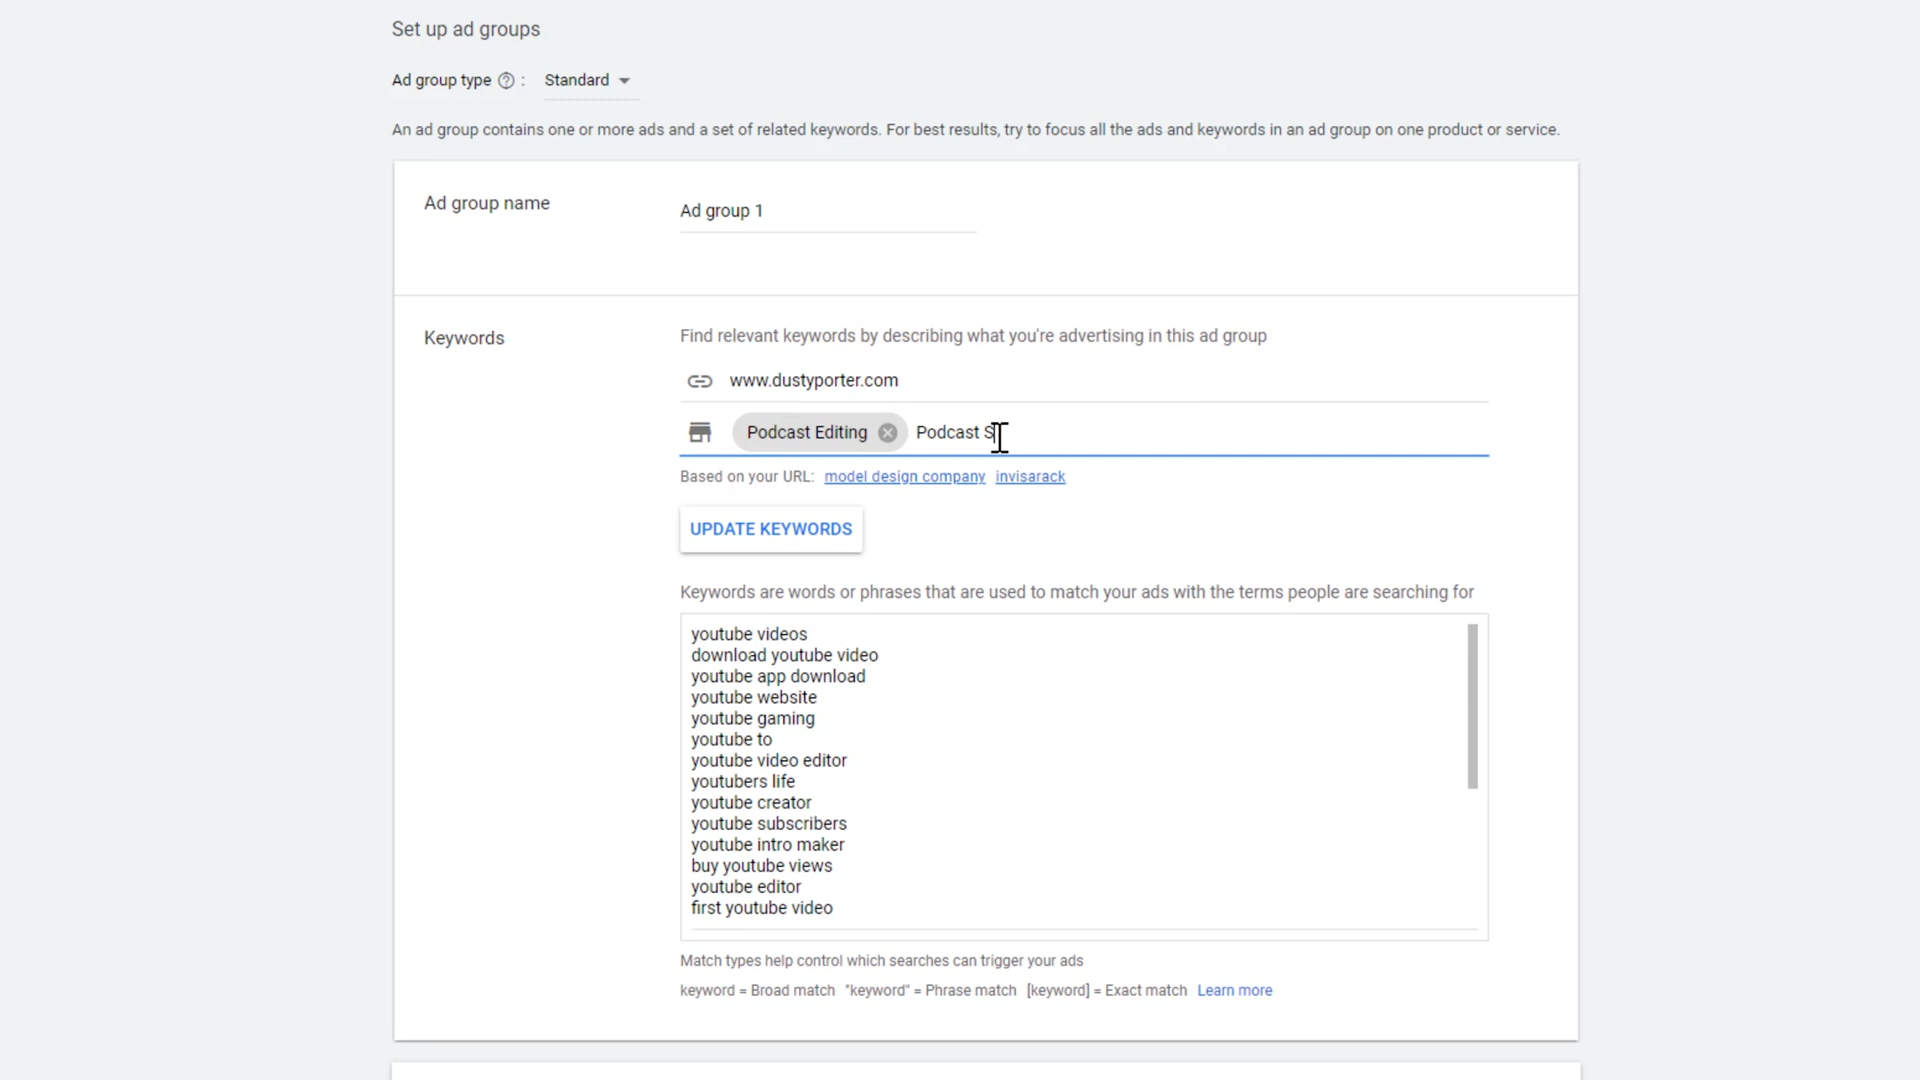 Set up ad groups
Ad group type ? : Standard
An ad group contains one or more ads and a set of related keywords. For best results, try to focus all the ads and keywords in an ad group on one product or service.
Ad group name
Ad group 1
Keywords
Find relevant keywords by describing what you're advertising in this ad group
www.dustyporter.com
Podcast Editing Podcast S
Based on your URL: model design company invisarack
UPDATE KEYWORDS
Keywords are words or phrases that are used to match your ads with the terms people are searching for
youtube videos
download youtube video
youtube app download
youtube website
youtube gaming
youtube to
youtube video editor
youtubers life
youtube creator
youtube subscribers
youtube intro maker
buy youtube views
youtube editor
first youtube video
Match types help control which searches can trigger your ads
keyword = Broad match "keyword" = Phrase match [keyword] = Exact match Learn more